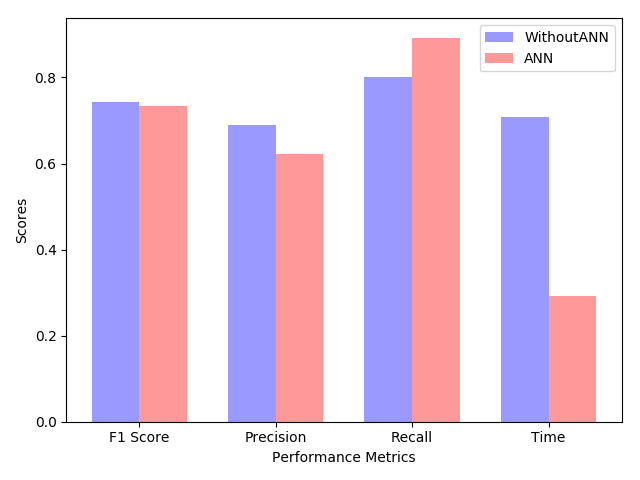 WithoutANN
ANN
Scores
0.8
0.6
0.4
0.2
0.0
F1 Score
Precision
Recall
Time
Performance Metrics